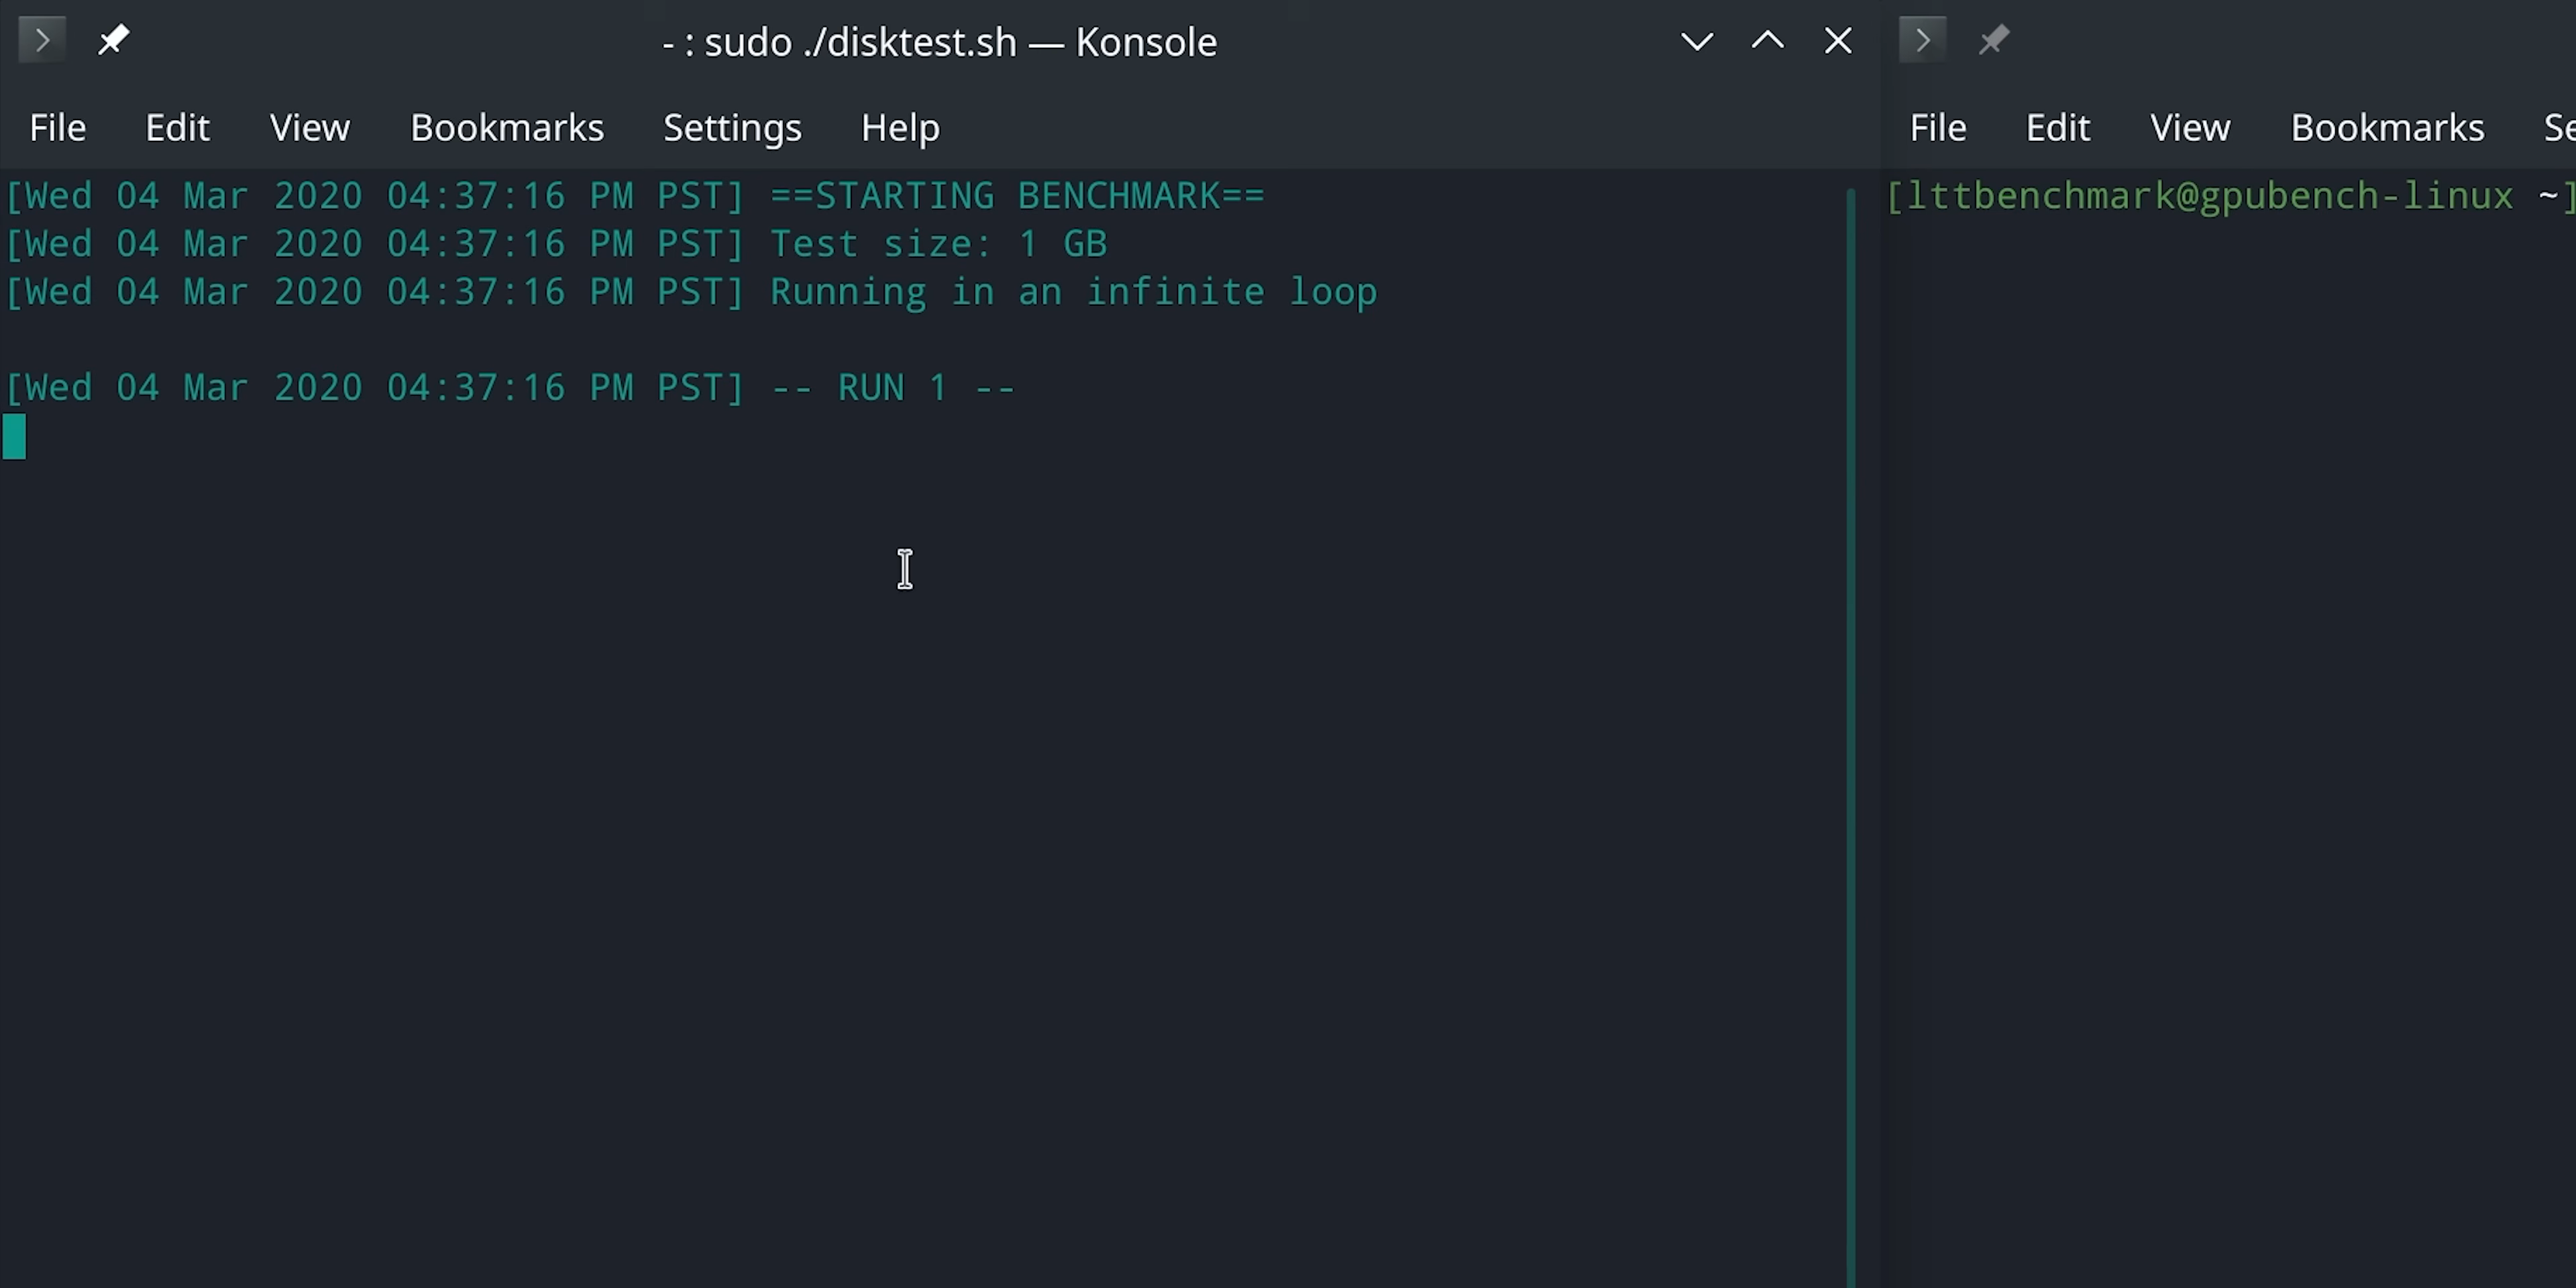 - : sudo ./disktest.sh — Konsole
File Edit View Bookmarks Settings Help
[Wed 04 Mar 2020 04:37:16 PM PST] ==STARTING BENCHMARK==
[Wed 04 Mar 2020 04:37:16 PM PST] Test size: 1 GB
[Wed 04 Mar 2020 04:37:16 PM PST] Running in an infinite loop
[Wed 04 Mar 2020 04:37:16 PM PST] -- RUN 1 --
File Edit View Bookmarks
[lttbenchmark@gpubench-linux ~]